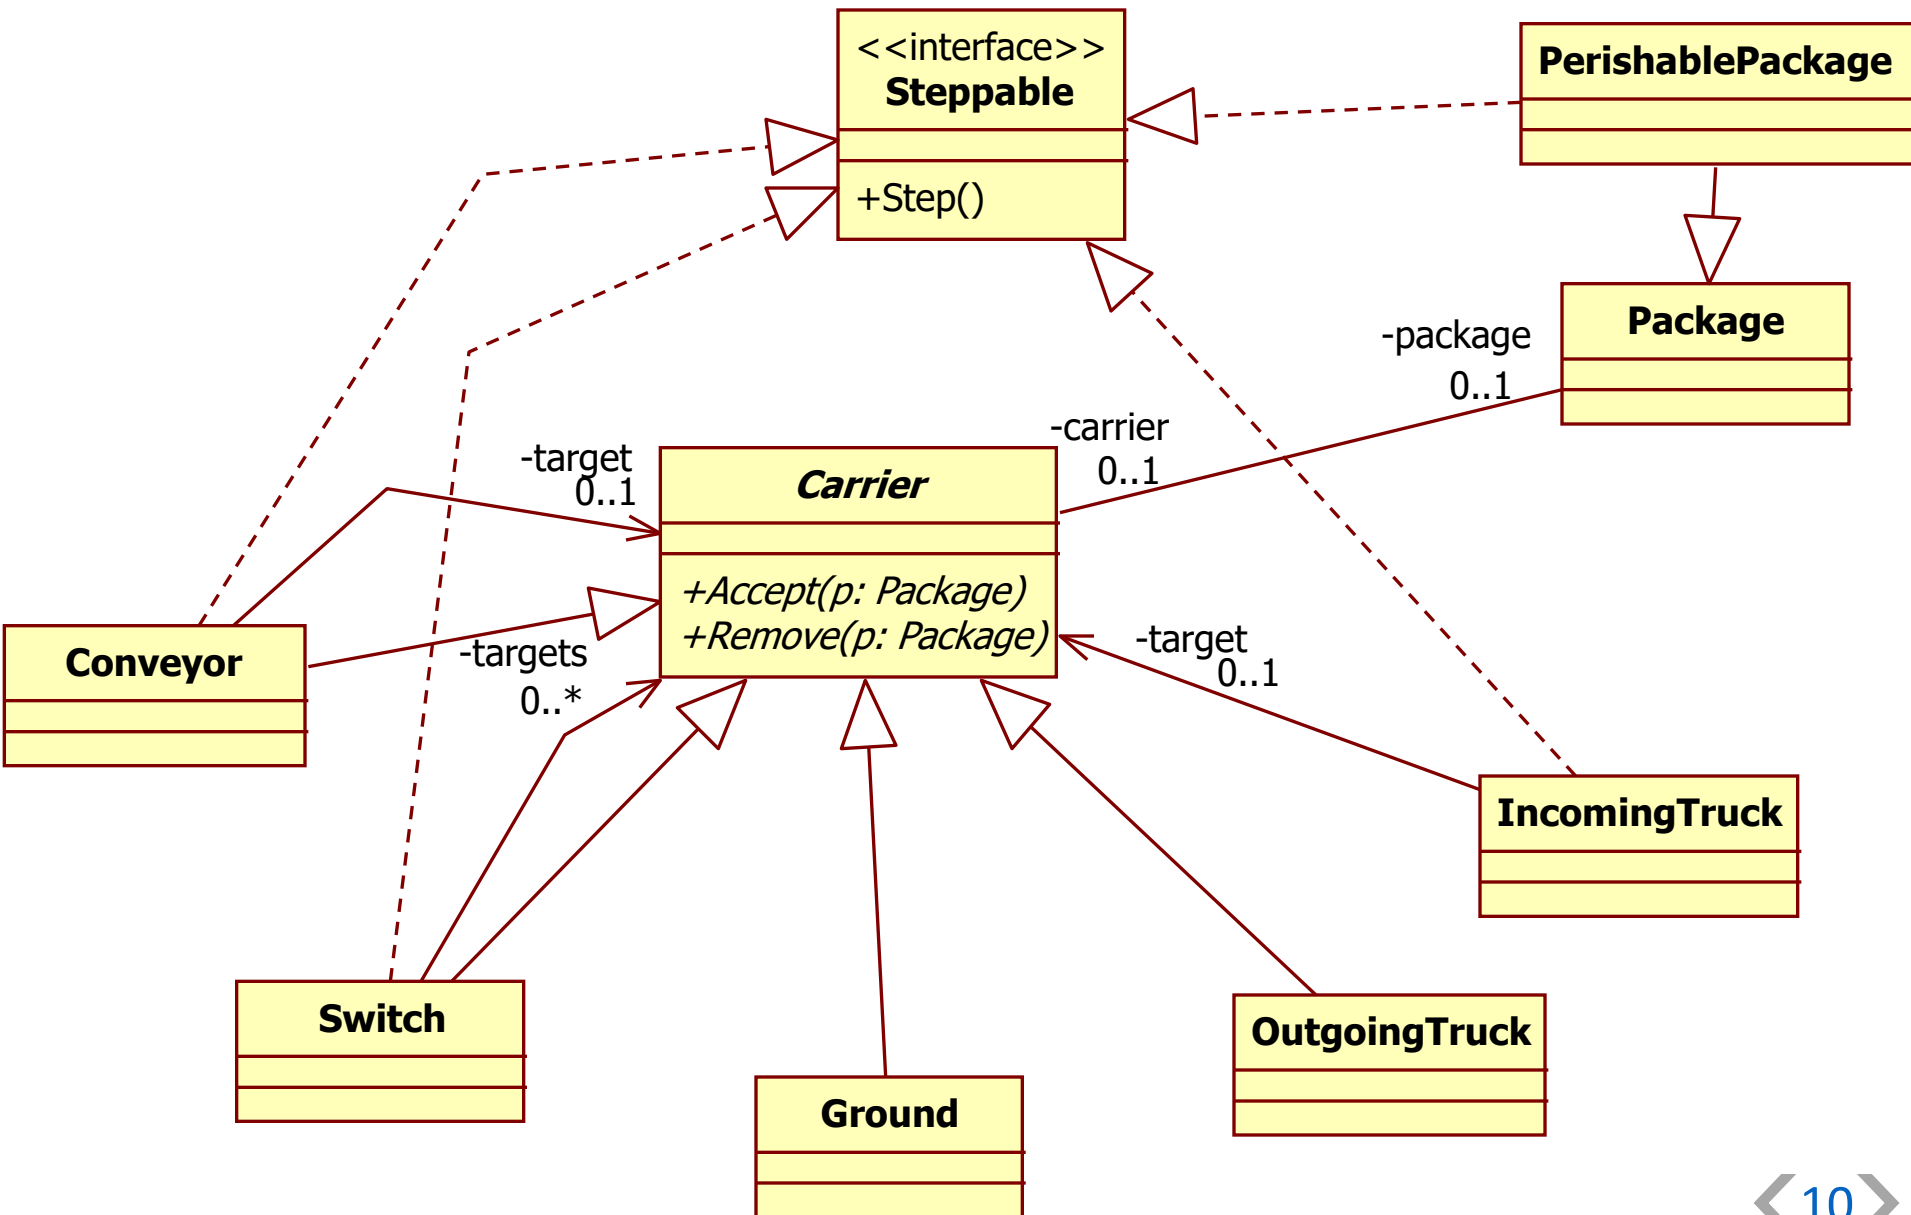 <<interface>>
Steppable
+Step()
PerishablePackage
Package
-package
0..1
-carrier
0..1
-target
0..1
Carrier
+Accept(p: Package)
+Remove(p: Package)
Conveyor
-targets
0..*
-target
0..1
IncomingTruck
Switch
OutgoingTruck
Ground
10